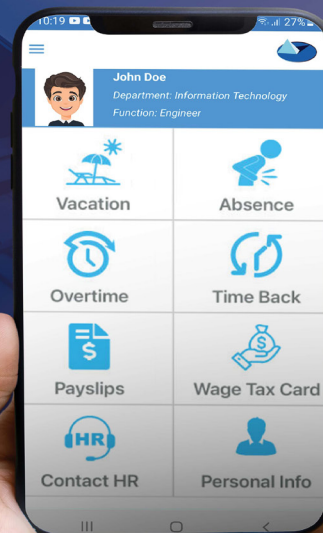 10:19
27%
John Doe
Department: Information Technology
Function: Engineer
Vacation
Absence
Overtime
Time Back
$
$
Payslips
Wage Tax Card
HR
Contact HR
Personal Info